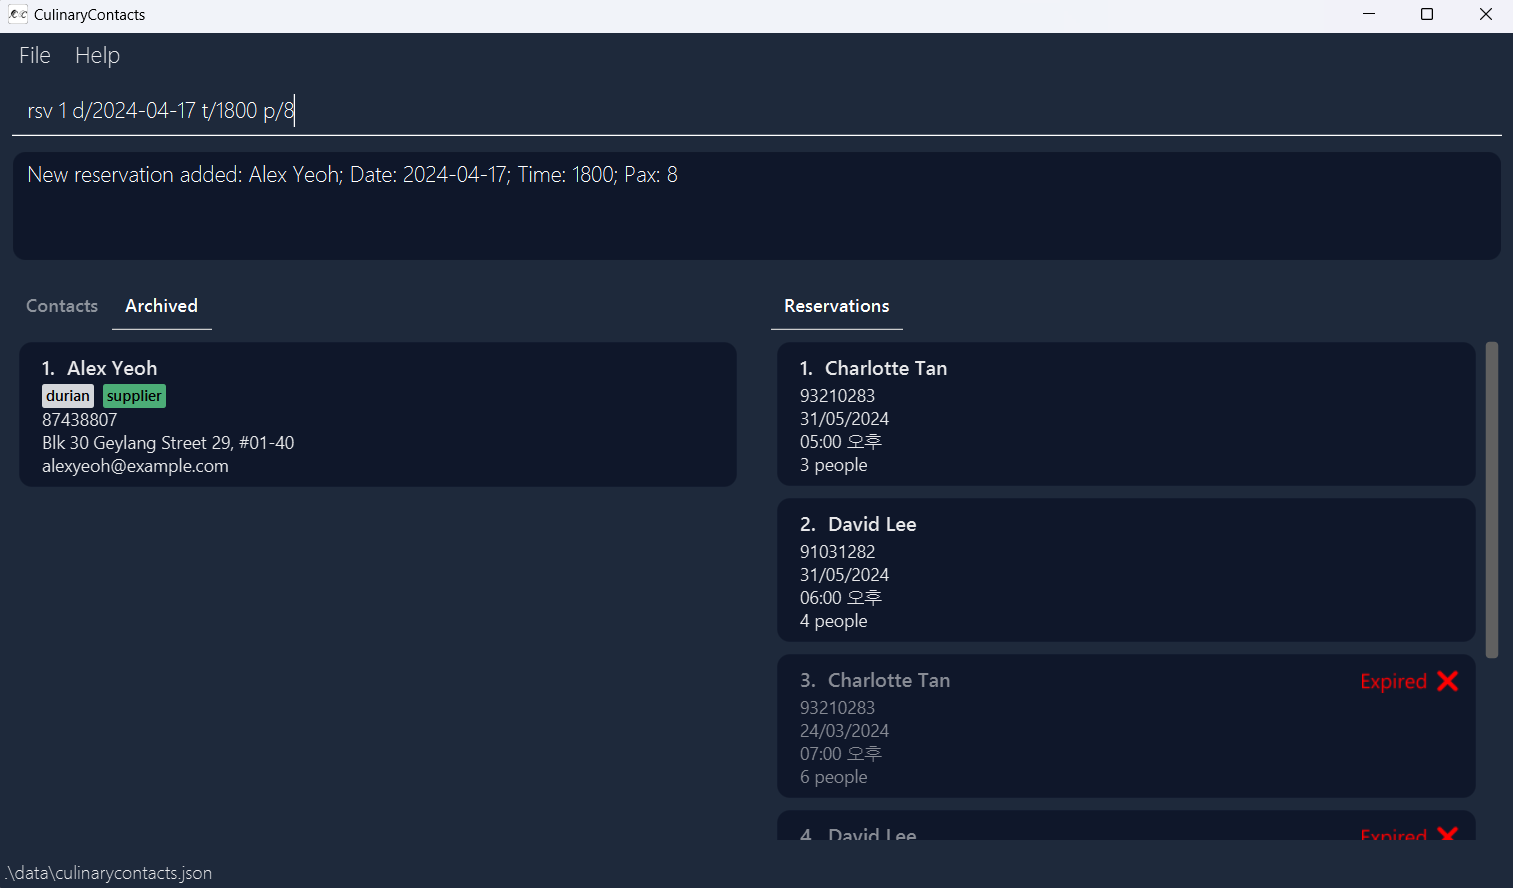 CulinaryContacts
File Help
rsv 1 d/2024-04-17 t/1800 p/8
New reservation added: Alex Yeoh; Date: 2024-04-17; Time: 1800; Pax: 8
Contacts Archived
1. Alex Yeoh
durian supplier
87438807
Blk 30 Geylang Street 29, #01-40
alexyeoh@example.com
Reservations
1. Charlotte Tan
93210283
31/05/2024
05:00 오후
3 people
2. David Lee
91031282
31/05/2024
06:00 오후
4 people
3. Charlotte Tan
Expired
93210283
24/03/2024
07:00 오후
6 people
4. David Lee
Expired
.\data\culinarycontacts.json